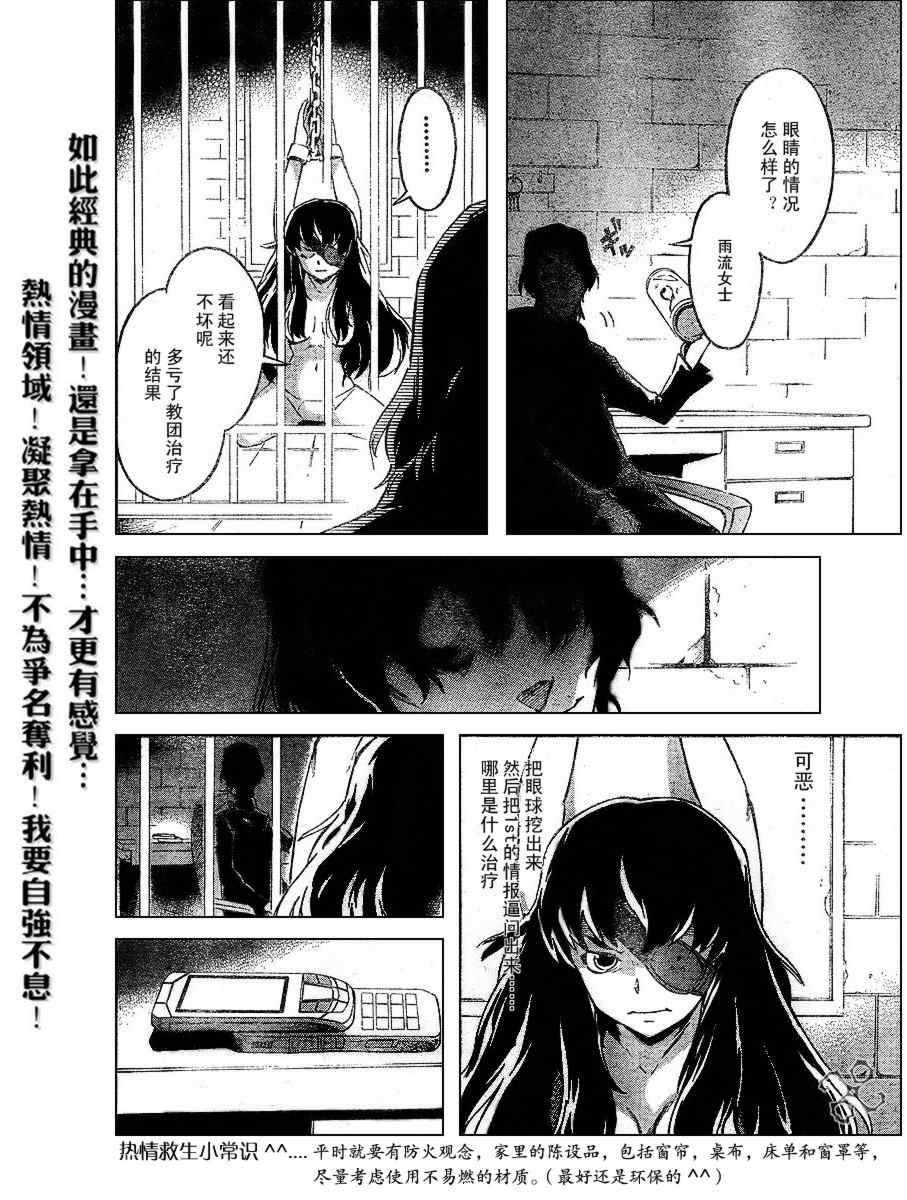 眼睛的情况
怎么样了？
雨流女士
ギッ
………
看起来还
不坏呢
多亏了教团治疗
的结果
可恶………
把眼球挖出来
然后把1st的情报逼问出来……
哪里是什么治疗
如此經典的漫畫！還是拿在手中…才更有感覺…
熱情領域！凝聚熱情！不為爭名奪利！我要自強不息！
热情救生小常识 ^^....平时就要有防火观念，家里的陈设品，包括窗帘，桌布，床单和窗罩等，
尽量考虑使用不易燃的材质。（最好还是环保的 ^^）